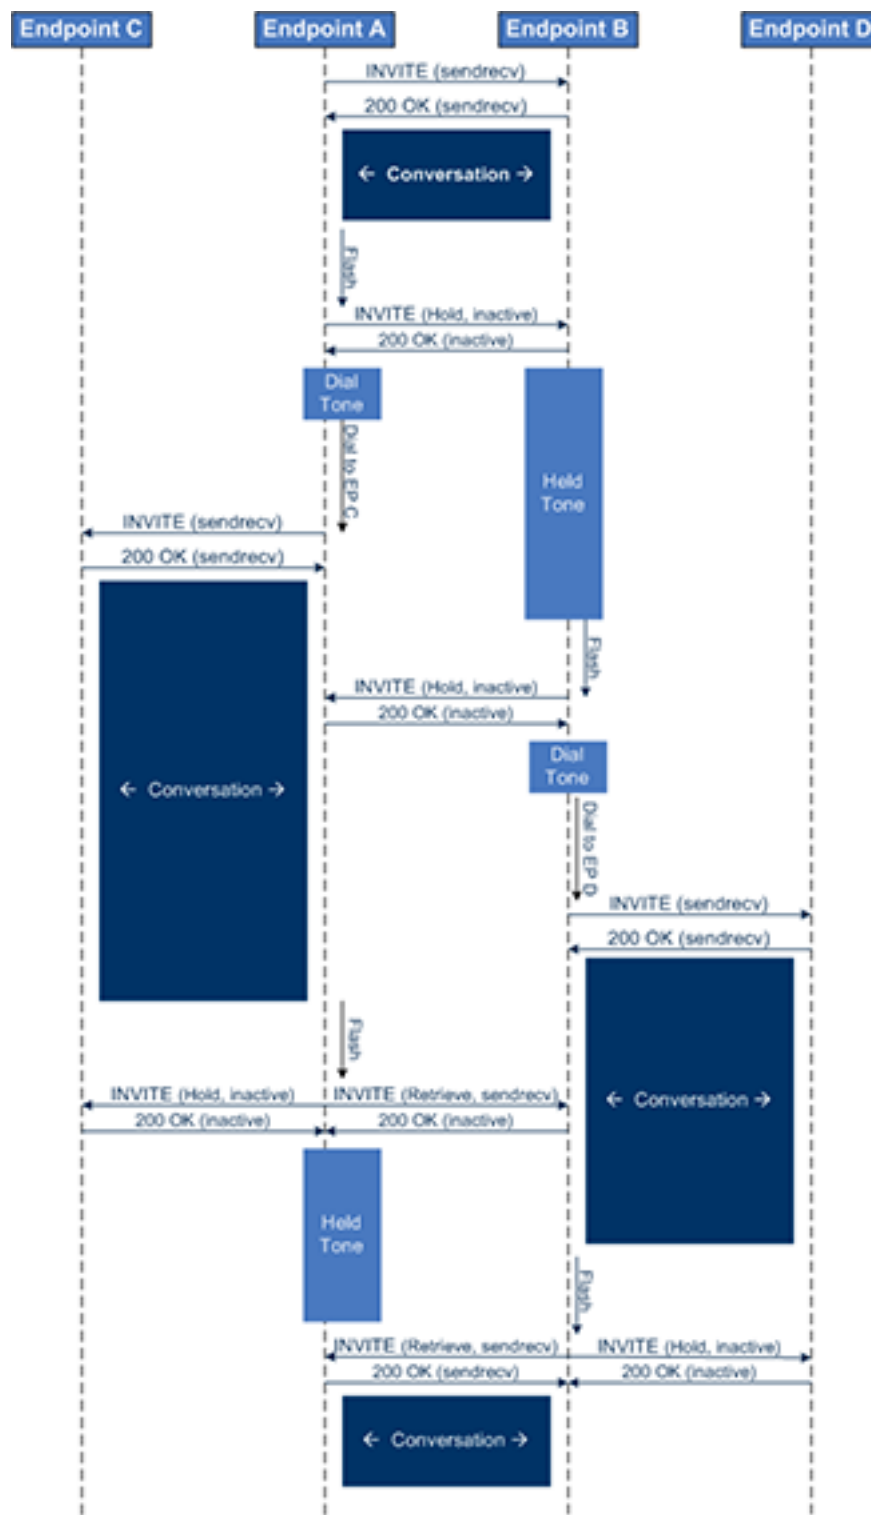 Endpoint C
Endpoint A
Endpoint B
Endpoint D
INVITE (sendrecv)
200 OK (sendrecv)
← Conversation →
Flash
INVITE (Hold, inactive)
200 OK (inactive)
Dial
Tone
Held
Tone
Dial to EP C
INVITE (sendrecv)
200 OK (sendrecv)
← Conversation →
Flash
INVITE (Hold, inactive)
200 OK (inactive)
Dial
Tone
Dial to EP D
INVITE (sendrecv)
200 OK (sendrecv)
← Conversation →
Flash
INVITE (Hold, inactive)
INVITE (Retrieve, sendrecv)
200 OK (inactive)
200 OK (inactive)
Held
Tone
Flash
INVITE (Retrieve, sendrecv)
INVITE (Hold, inactive)
200 OK (sendrecv)
200 OK (inactive)
← Conversation →